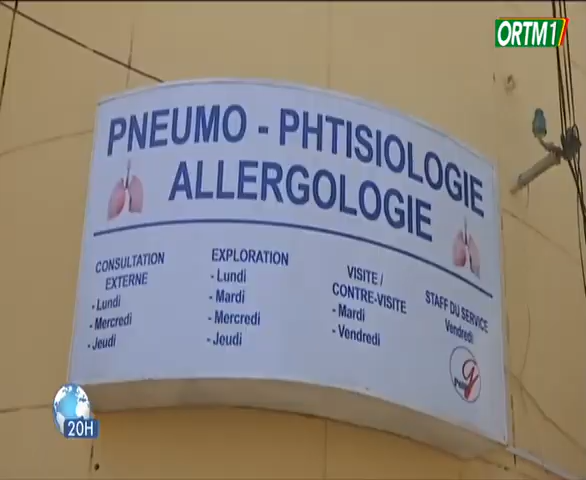 ORTM1
PNEUMO - PHTISIOLOGIE
ALLERGOLOGIE
CONSULTATION
EXTERNE
- Lundi
- Mercredi
- Jeudi
EXPLORATION
- Lundi
- Mardi
- Mercredi
- Jeudi
VISITE /
CONTRE-VISITE
- Mardi
- Vendredi
STAFF DU SERVICE
Vendredi
20H